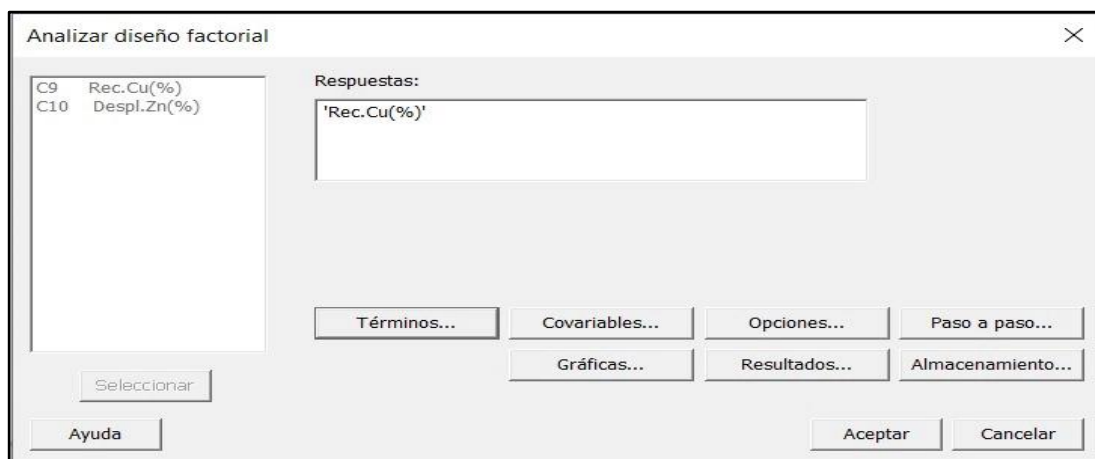 Analizar diseño factorial
C9 Rec.Cu(%)
C10 Despl.Zn(%)
Respuestas:
'Rec.Cu(%)'
Términos...
Covariables...
Opciones...
Paso a paso...
Gráficas...
Resultados...
Almacenamiento...
Seleccionar
Ayuda
Aceptar
Cancelar